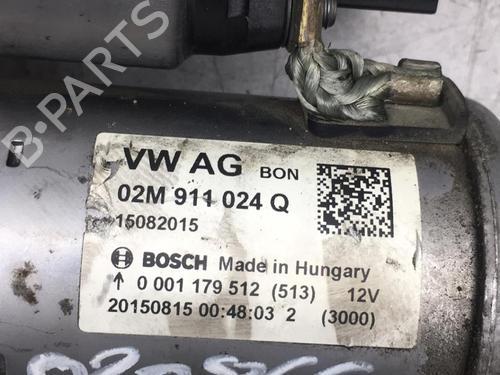 B-PARTS
VW AG BON
02M 911 024 Q
15082015
BOSCH Made in Hungary
↑ 0 001 179 512 (513) 12V
20150815 00:48:03 2 (3000)